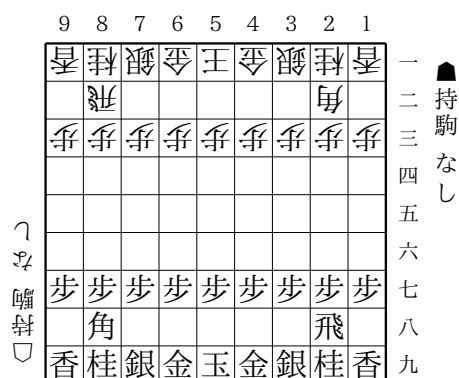 9 8 7 6 5 4 3 2 1
香桂銀金王金銀桂香 一
飛角 二
歩歩歩歩歩歩歩歩歩 三
四
五
六
歩歩歩歩歩歩歩歩歩 七
角飛 八
香桂銀金玉金銀桂香 九
☗持駒 なし
☖持駒 なし